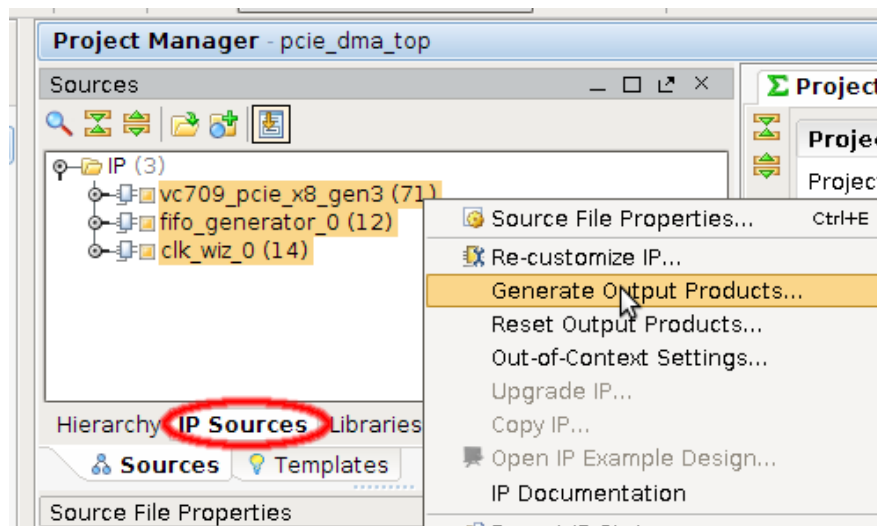 Project Manager - pcie_dma_top
Sources
IP (3)
vc709_pcie_x8_gen3 (71)
fifo_generator_0 (12)
clk_wiz_0 (14)
Hierarchy IP Sources Libraries
Sources Templates
Source File Properties
Σ Project
Project
Source File Properties... Ctrl+E
Re-customize IP...
Generate Output Products...
Reset Output Products...
Out-of-Context Settings...
Upgrade IP...
Copy IP...
Open IP Example Design...
IP Documentation